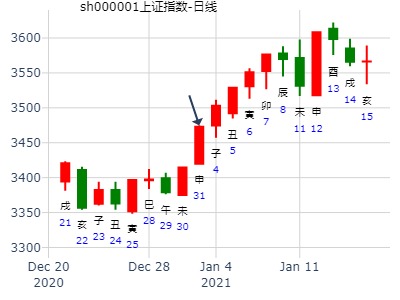 sh000001上证指数-日线
3600
3550
3500
3450
3400
3350
3300
戌
21
亥
22
子
23
丑
24
寅
25
巳
28
午
29
未
30
申
31
子
4
丑
5
寅
6
卯
7
辰
8
未
11
申
12
酉
13
戌
14
亥
15
Dec 20
2020
Dec 28
Jan 4
2021
Jan 11